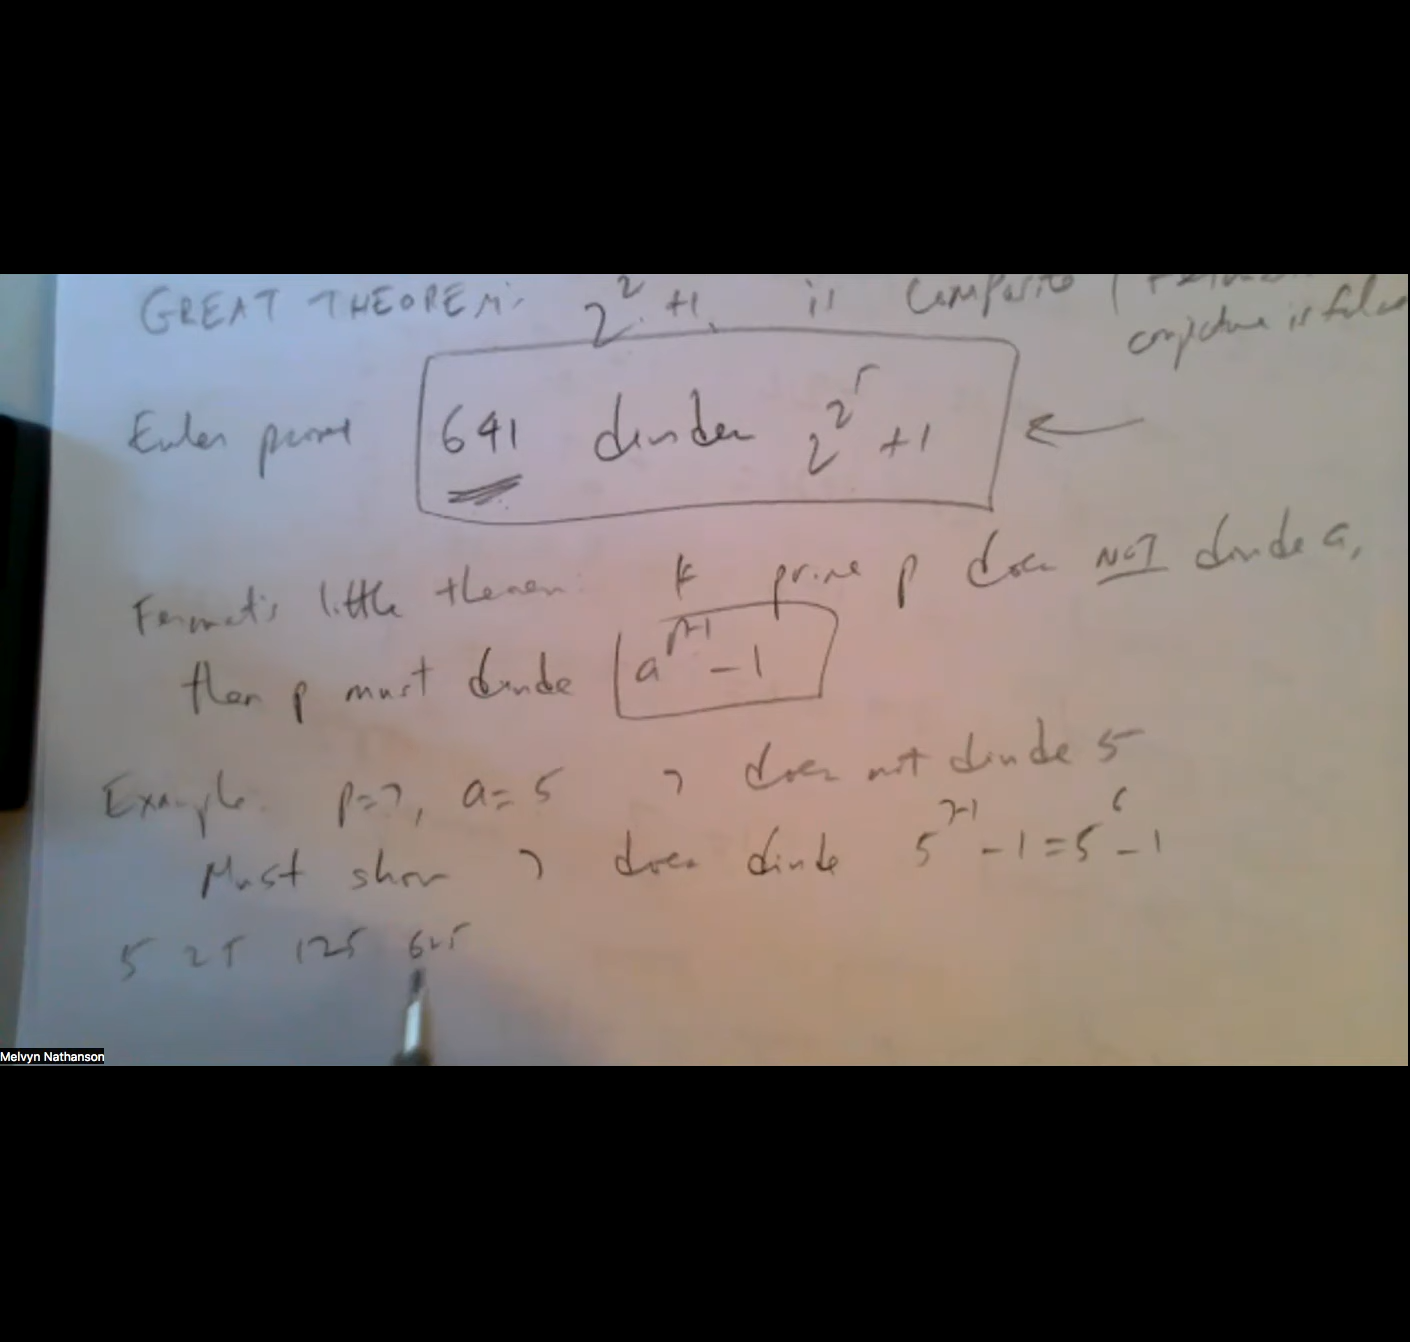 GREAT THEOREM: 2^2 +1 is composite ( Fermat's
conjecture is false
Euler proved 641 divides 2^2^5 +1 ←
Fermat's little theorem: If prime p does NOT divide a,
then p must divide a^p-1 - 1
Example: p=7, a=5 7 does not divide 5
Must show 7 does divide 5^7-1 - 1 = 5^6 - 1
5 25 125 625
Melvyn Nathanson